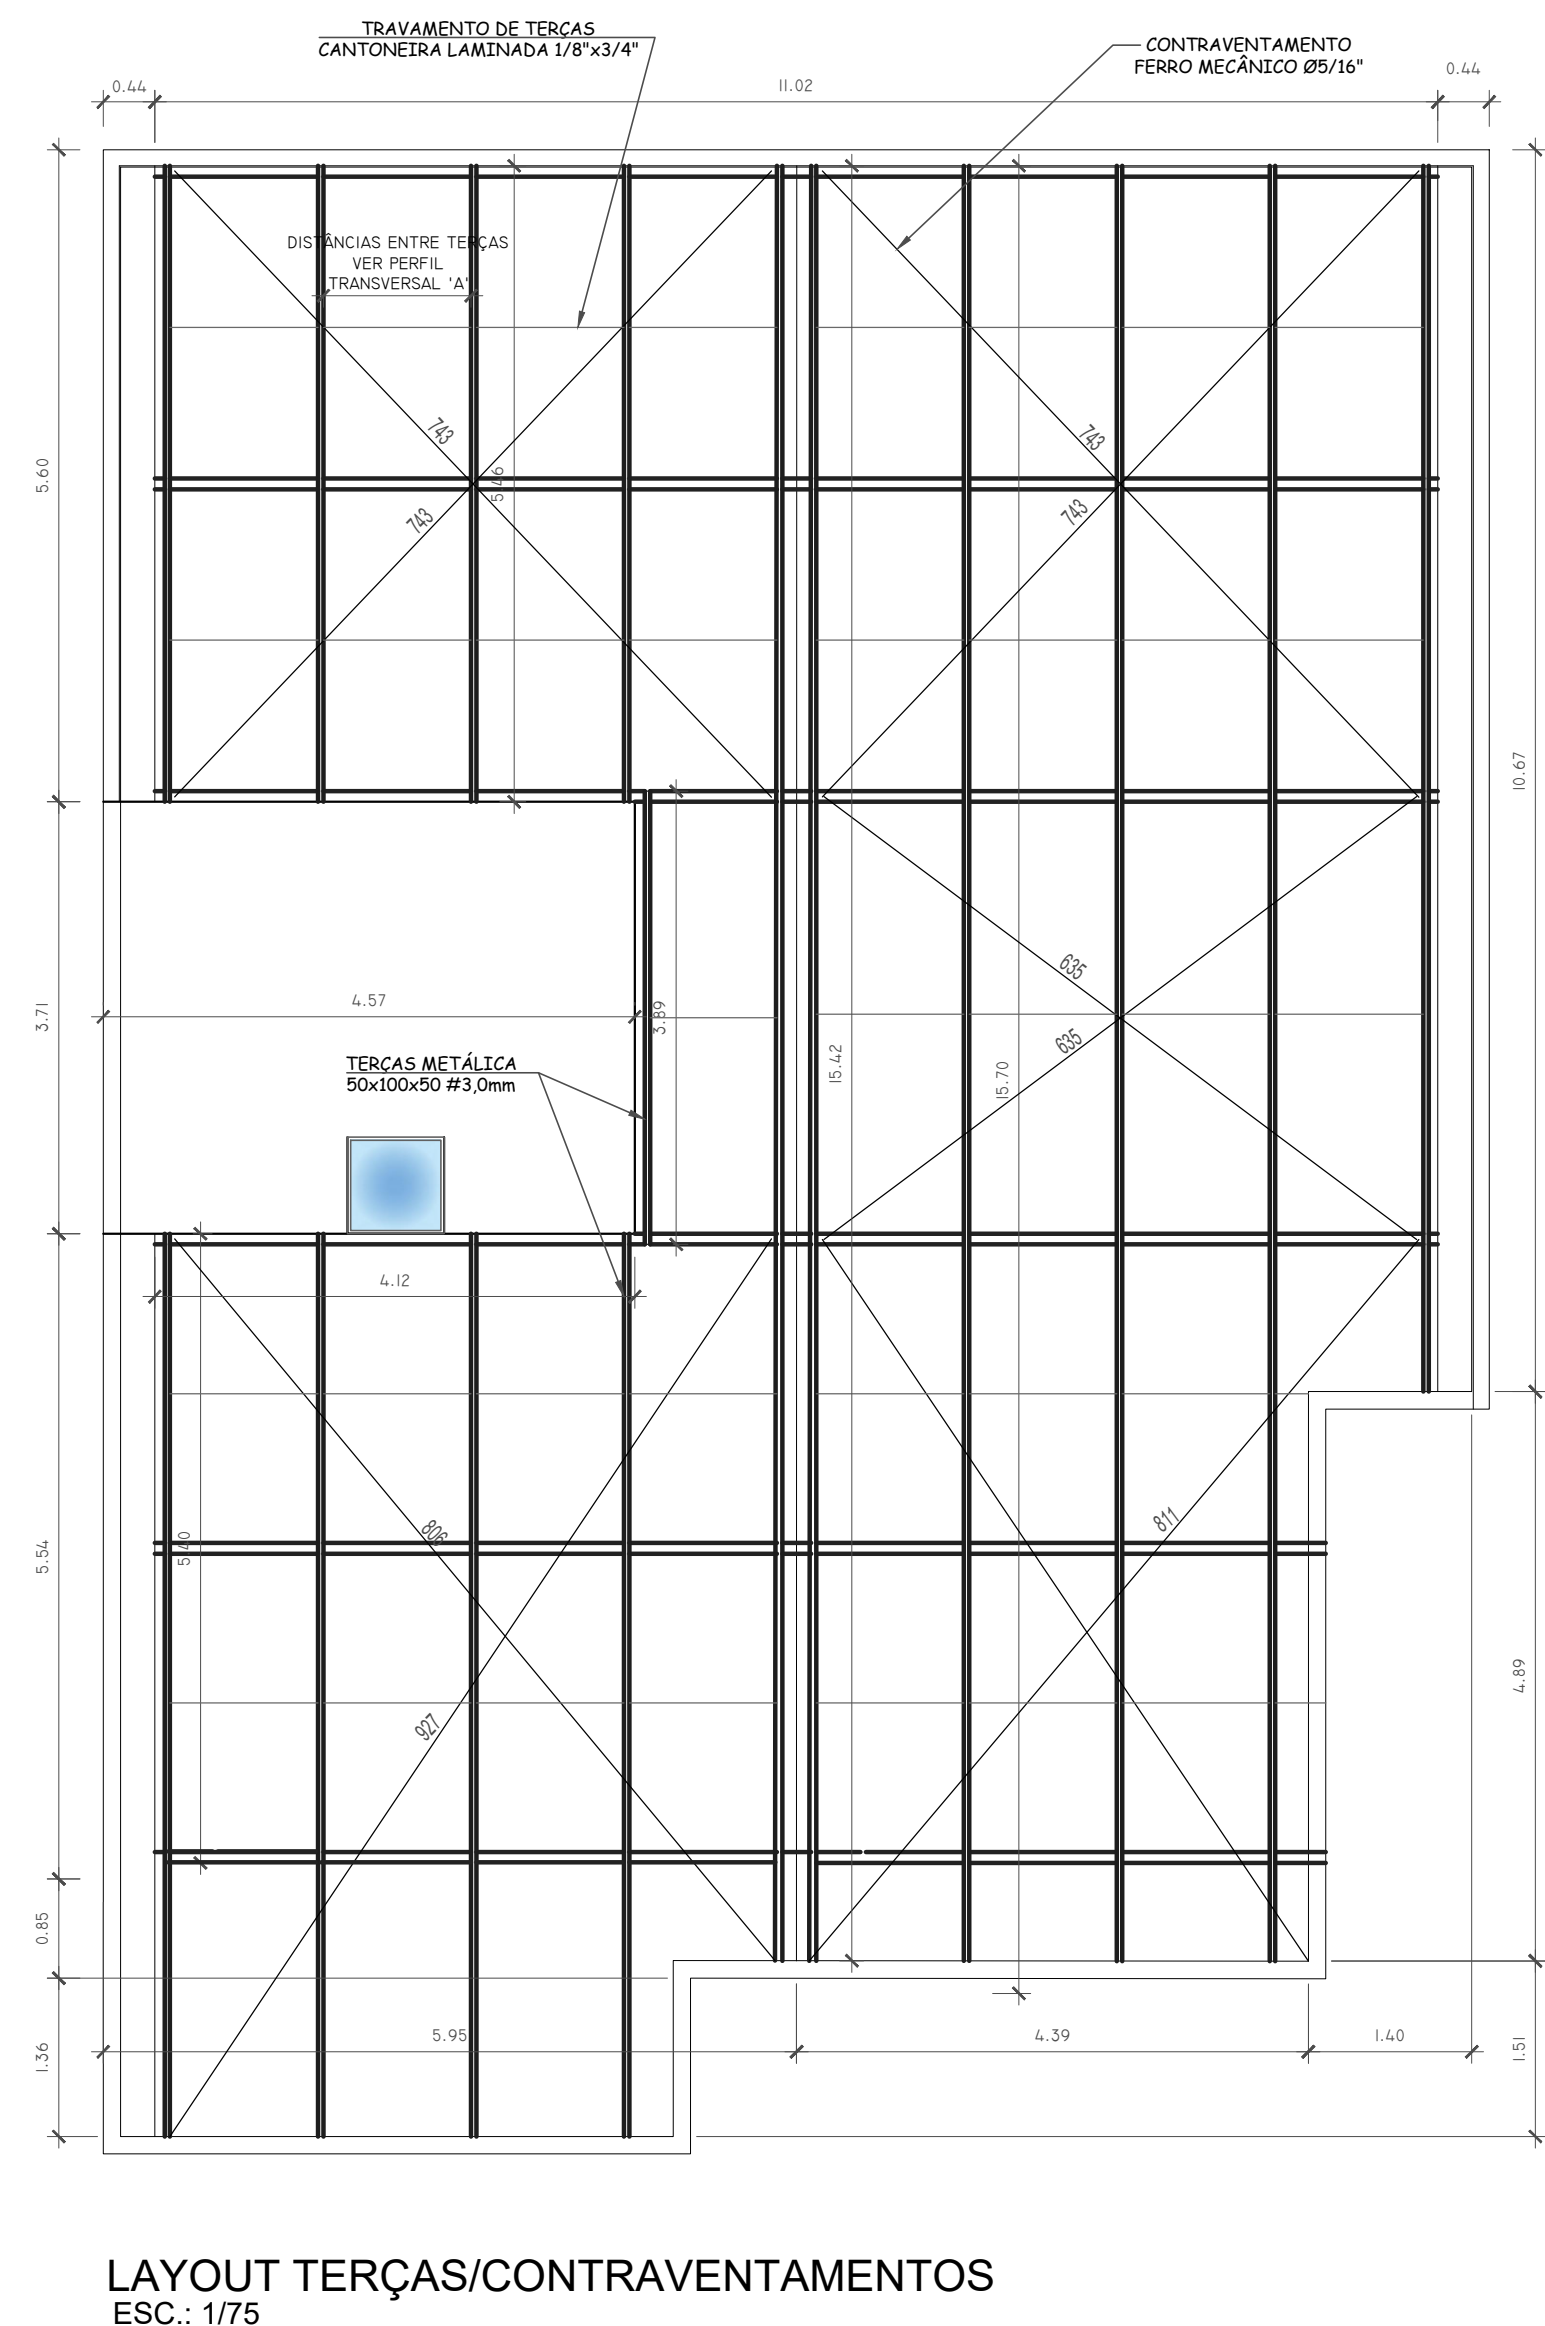 TRAVAMENTO DE TERÇAS
CANTONEIRA LAMINADA 1/8"x3/4"
CONTRAVENTAMENTO
FERRO MECÂNICO Ø5/16"
0.44
11.02
0.44
DISTÂNCIAS ENTRE TERÇAS
VER PERFIL
TRANSVERSAL 'A'
743
743
5.60
5.46
743
743
10.67
635
4.57
3.71
3.89
635
15.42
15.70
TERÇAS METÁLICA
50x100x50 #3,0mm
4.12
806
811
5.40
5.54
4.89
927
0.85
5.95
4.39
1.40
1.36
1.51
LAYOUT TERÇAS/CONTRAVENTAMENTOS
ESC.: 1/75